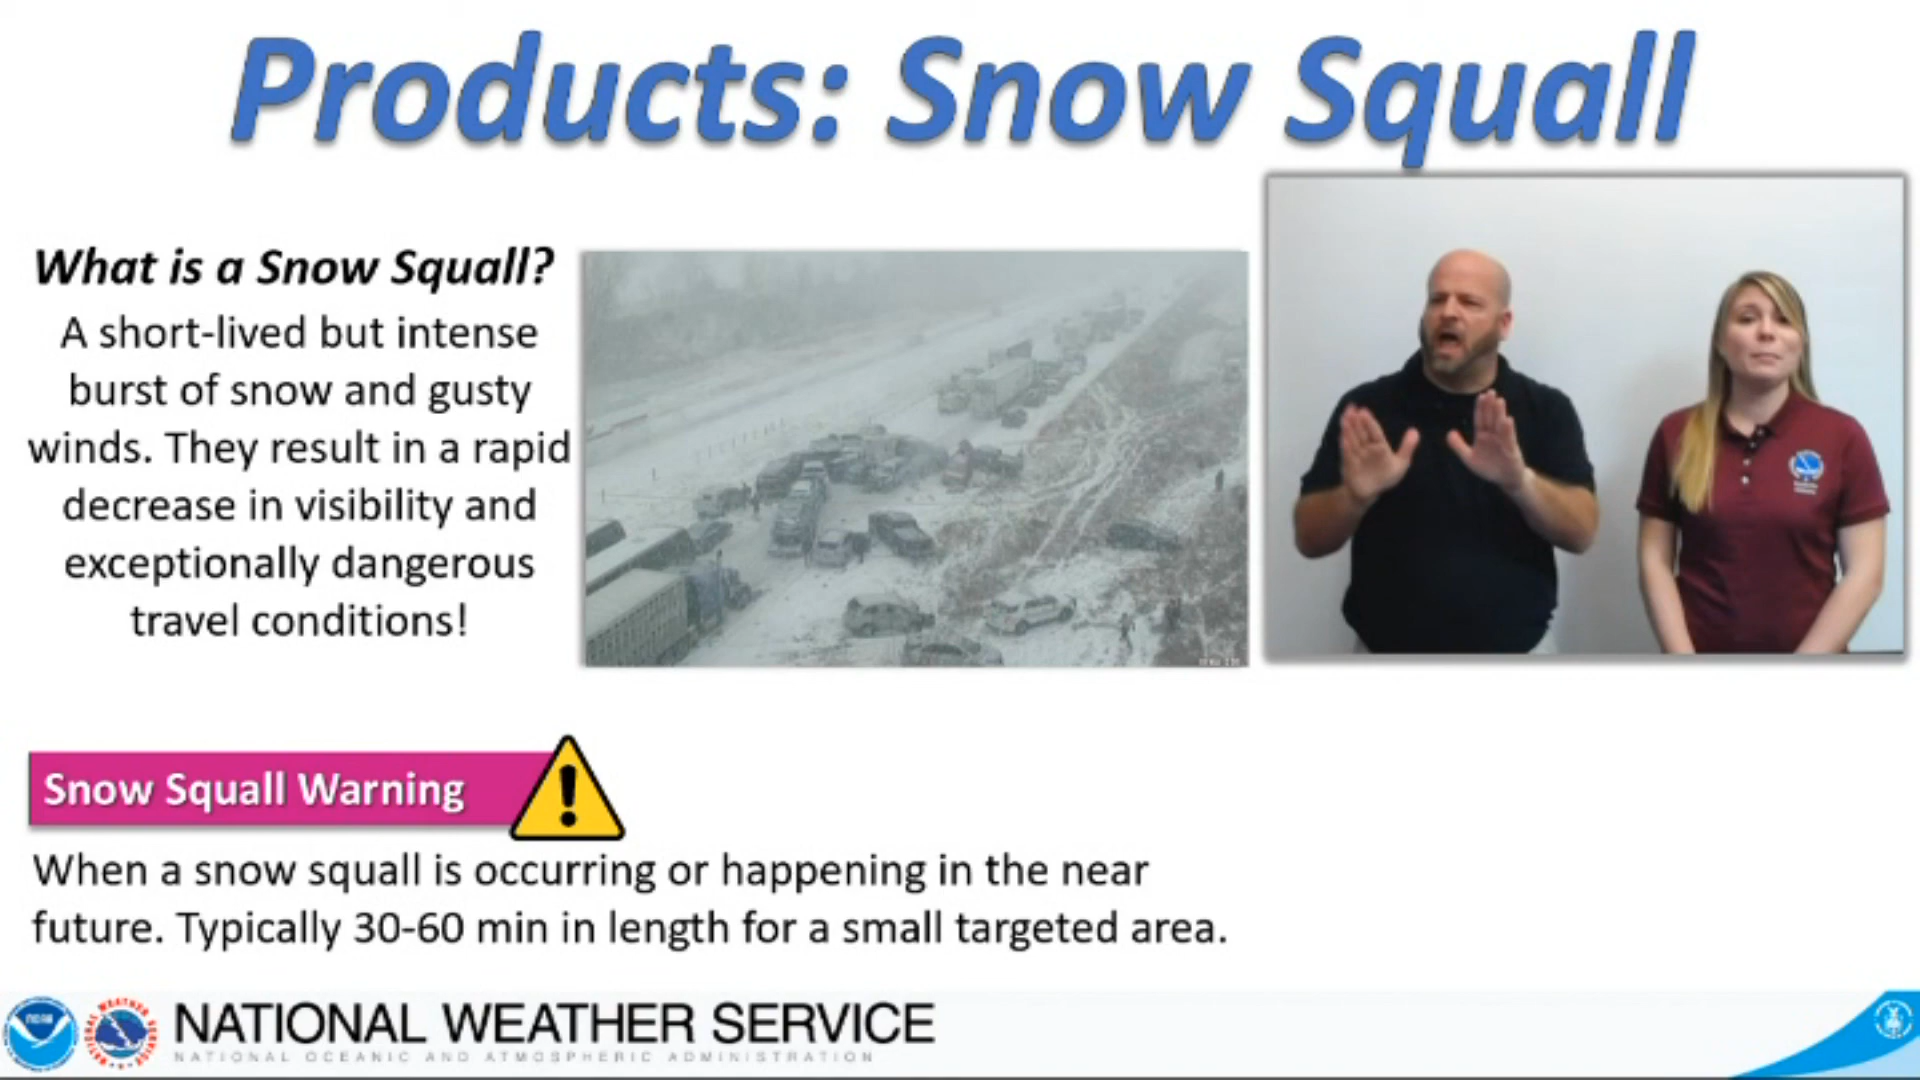 Products: Snow Squall
What is a Snow Squall?
A short-lived but intense
burst of snow and gusty
winds. They result in a rapid
decrease in visibility and
exceptionally dangerous
travel conditions!
Snow Squall Warning
!
When a snow squall is occurring or happening in the near
future. Typically 30-60 min in length for a small targeted area.
NATIONAL WEATHER SERVICE
NATIONAL OCEANIC AND ATMOSPHERIC ADMINISTRATION